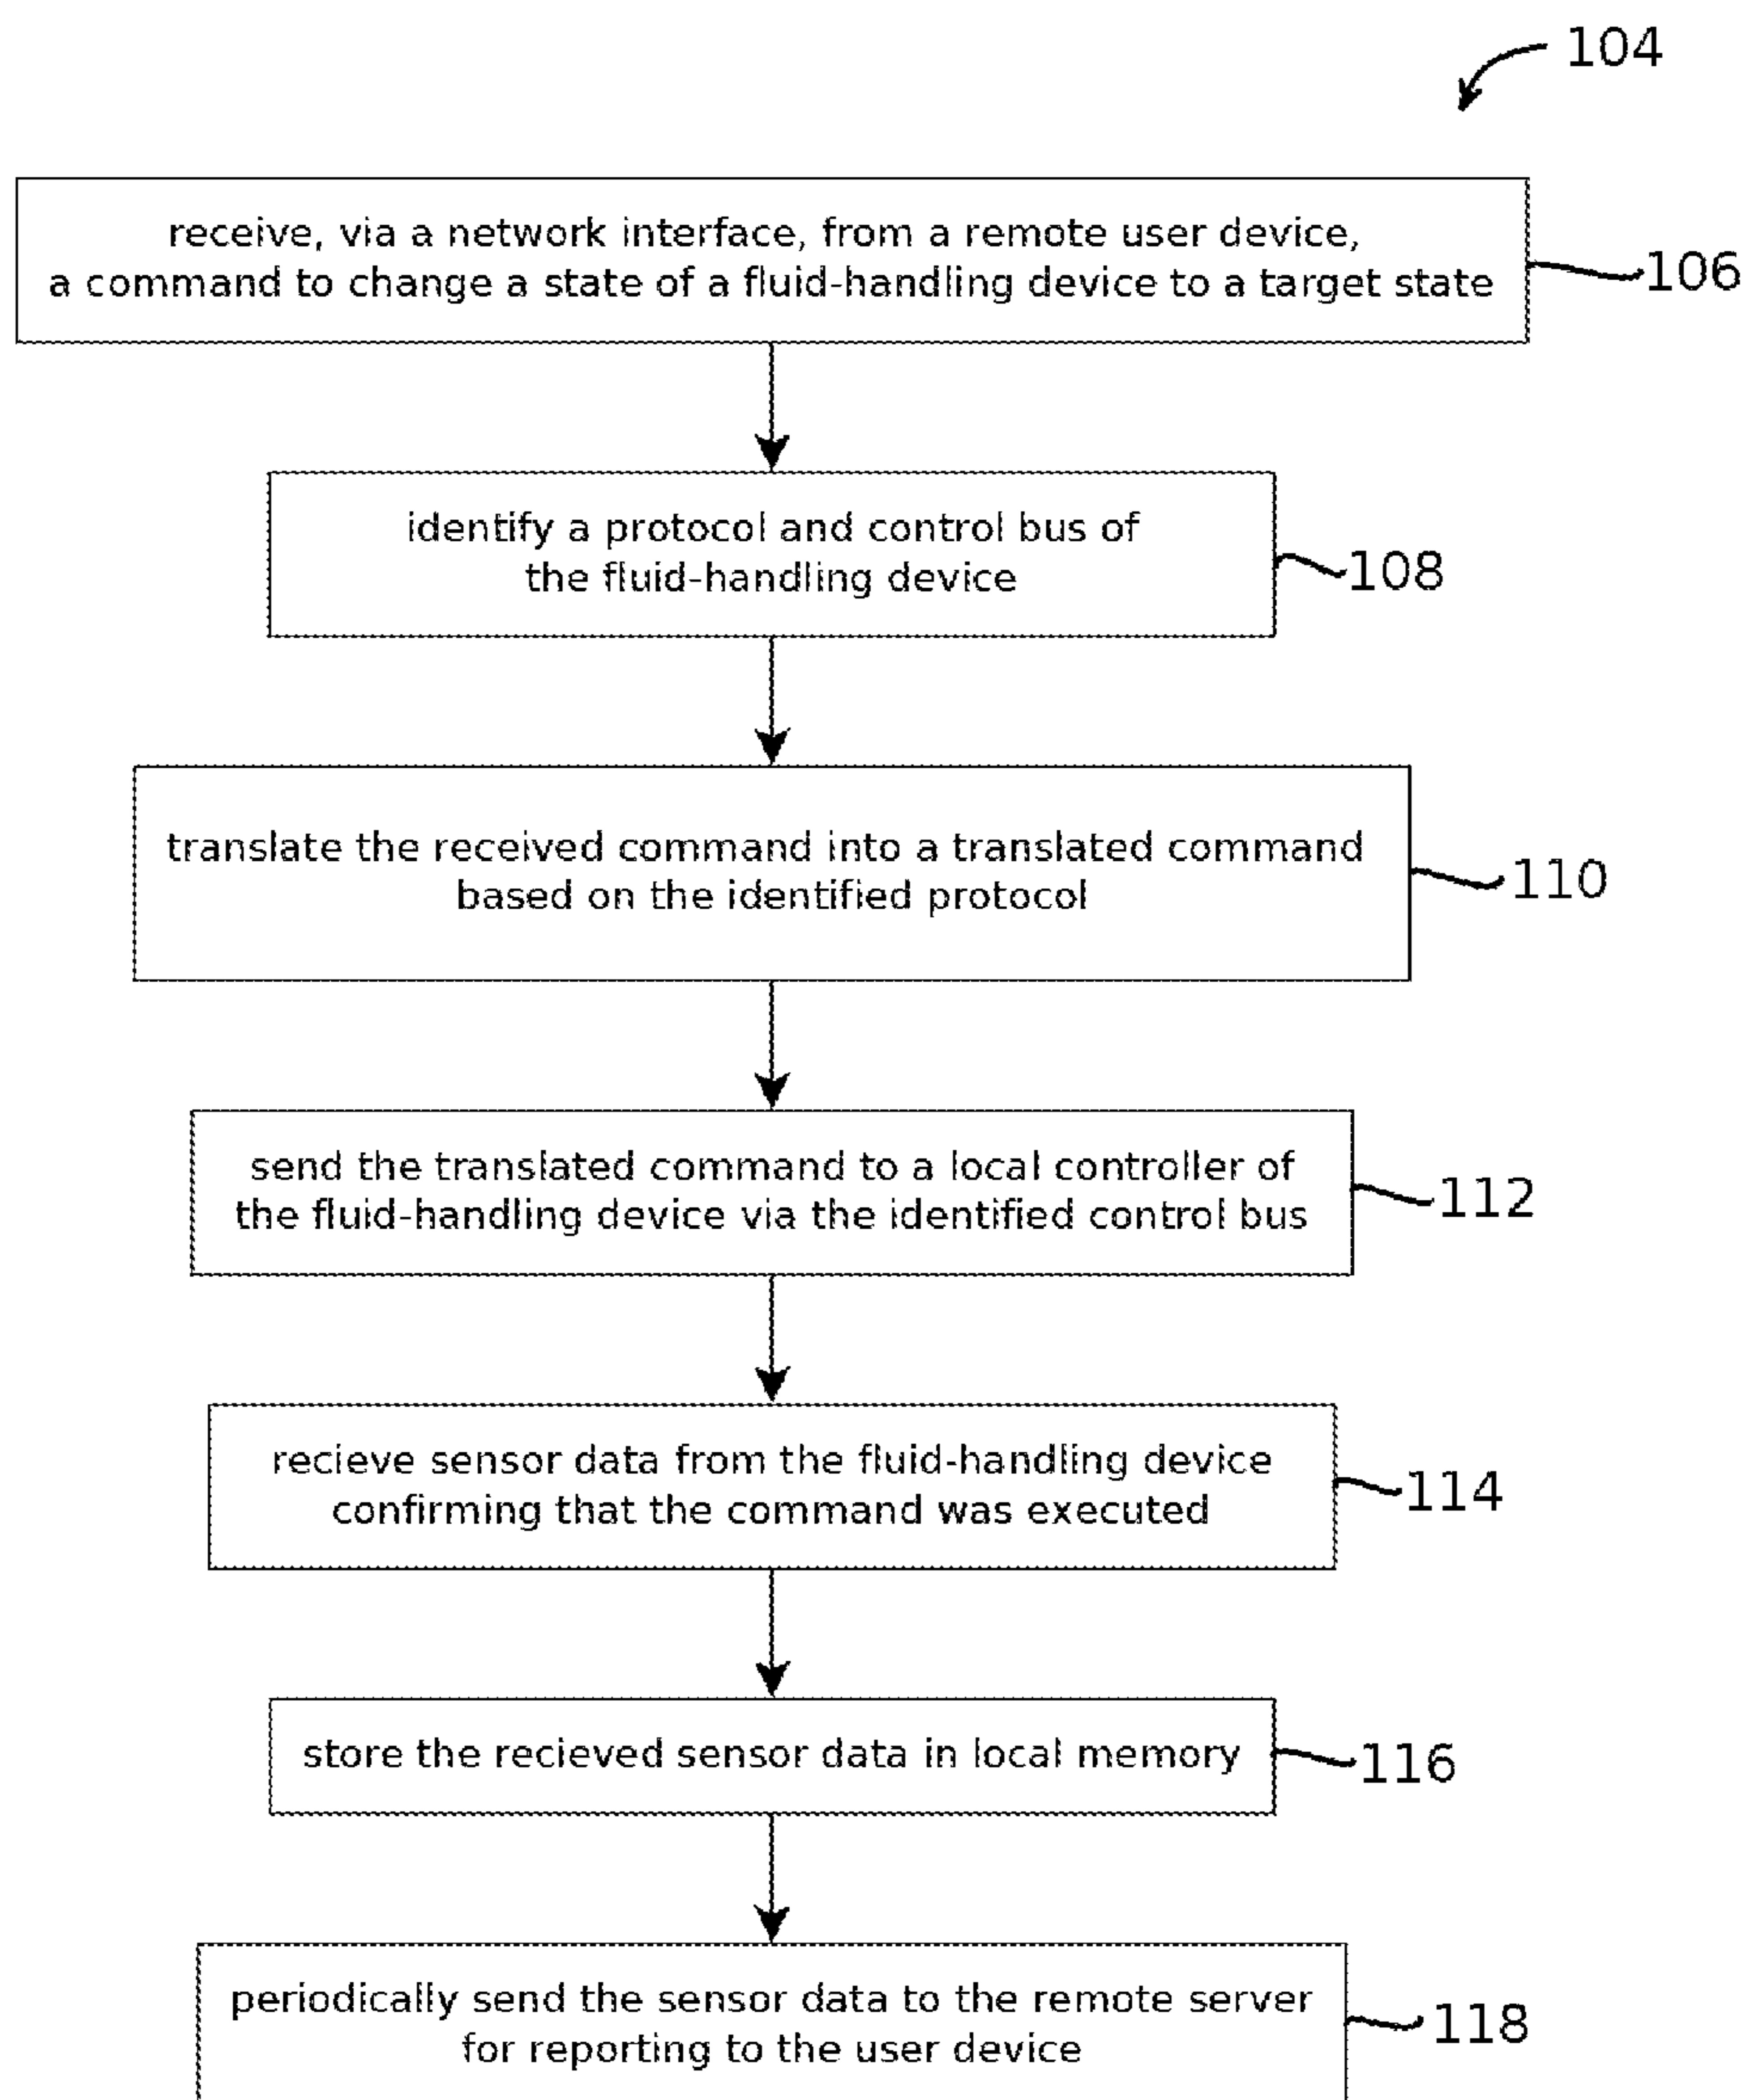 104
receive, via a network interface, from a remote user device,
a command to change a state of a fluid-handling device to a target state
106
identify a protocol and control bus of
the fluid-handling device
108
translate the received command into a translated command
based on the identified protocol
110
send the translated command to a local controller of
the fluid-handling device via the identified control bus
112
recieve sensor data from the fluid-handling device
confirming that the command was executed
114
store the recieved sensor data in local memory
116
periodically send the sensor data to the remote server
for reporting to the user device
118